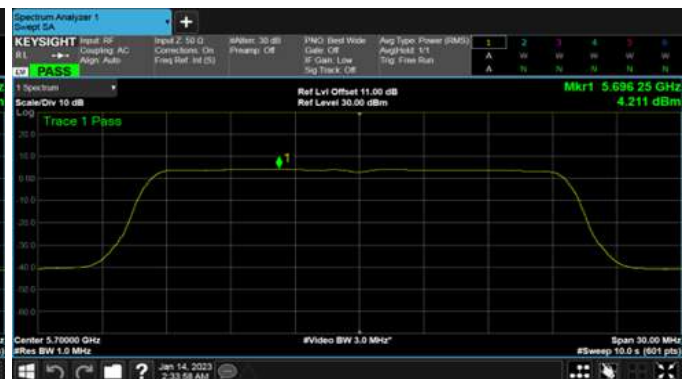 Spectrum Analyzer 1
Swept SA
+
KEYSIGHT
RL
LV
PASS
Input: RF
Coupling: AC
Align: Auto
Input Z: 50 Ω
Corrections: On
Freq Ref: Int (S)
#Atten: 30 dB
Preamp: Off
PNO: Best Wide
Gate: Off
IF Gain: Low
Sig Track: Off
Avg Type: Power (RMS)
Avg|Hold: 1/1
Trig: Free Run
1 2 3 4 5 6
A W W W W W
A N N N N N
1 Spectrum
Scale/Div 10 dB
Ref Lvl Offset 11.00 dB
Ref Level 30.00 dBm
Mkr1 5.696 25 GHz
4.211 dBm
Log
Trace 1 Pass
1
20.0
10.0
0.00
-10.0
-20.0
-30.0
-40.0
-50.0
-60.0
Center 5.70000 GHz
#Res BW 1.0 MHz
#Video BW 3.0 MHz*
Span 30.00 MHz
#Sweep 10.0 s (601 pts)
?
Jan 14, 2023
2:33:58 AM